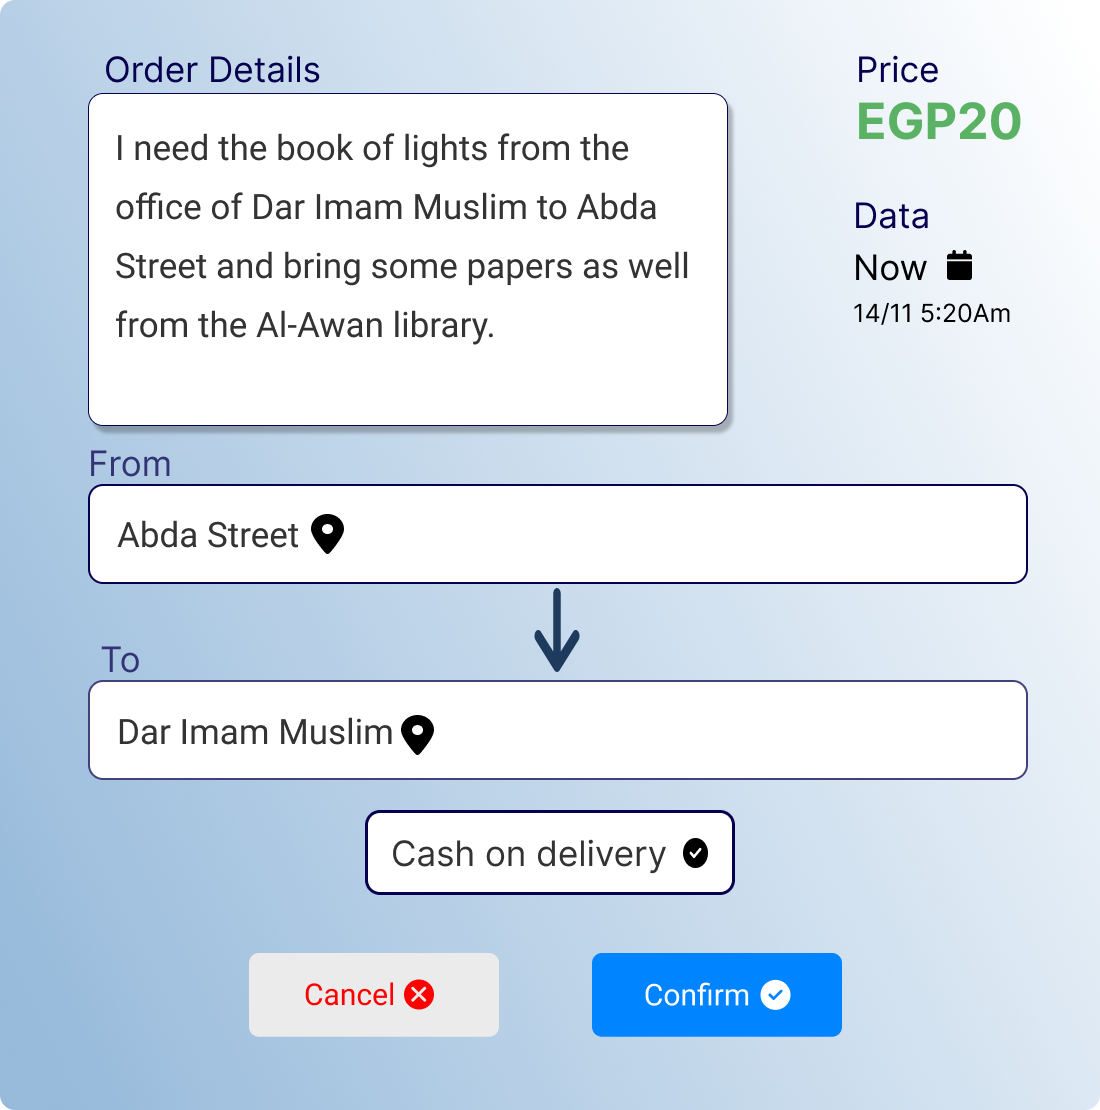 Order Details
I need the book of lights from the
office of Dar Imam Muslim to Abda
Street and bring some papers as well
from the Al-Awan library.
Price
EGP20
Data
Now
14/11 5:20Am
From
Abda Street
To
Dar Imam Muslim
Cash on delivery
Cancel
Confirm